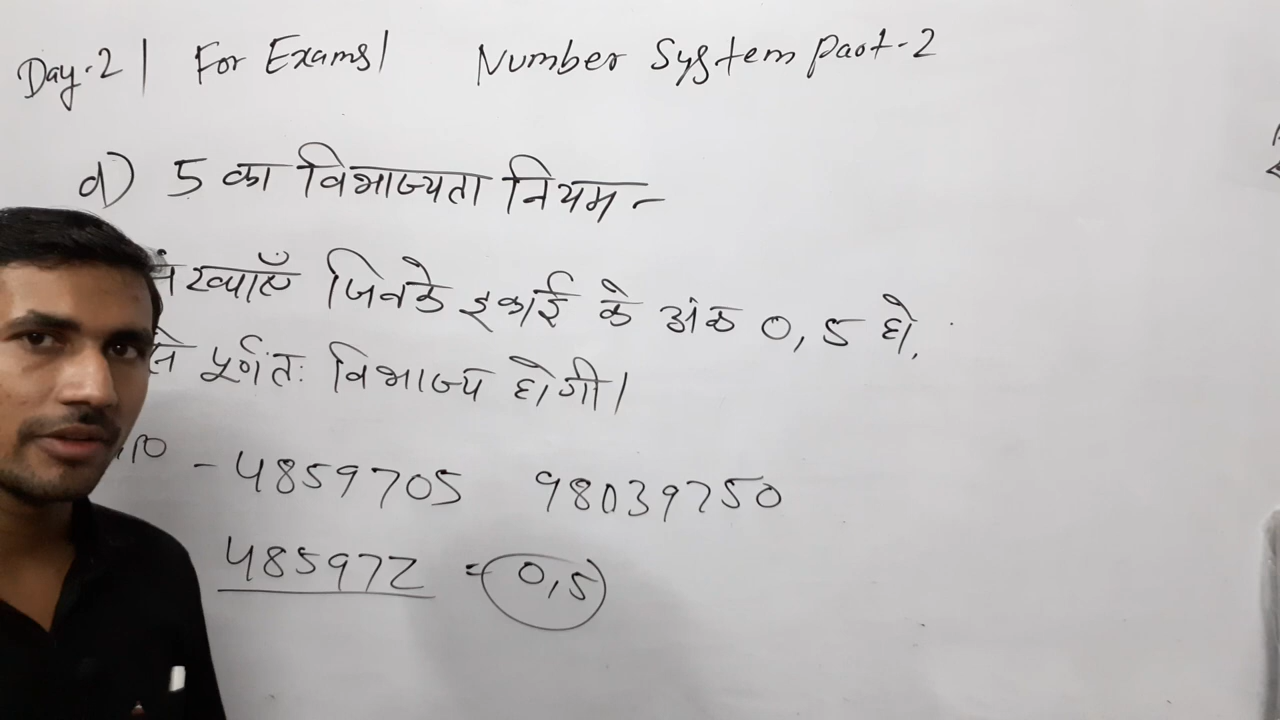 Day-2 | For Exams | Number System Part-2
d) 5 का विभाज्यता नियम -
संख्याएँ जिनके इकाई के अंक 0, 5 हो,
से पूर्णतः विभाज्य होगी।
- 4859705 98039750
485972 = 0,5